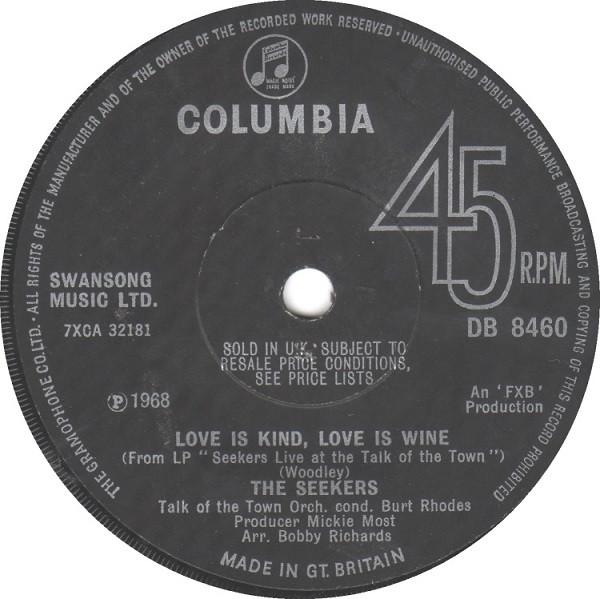 THE GRAMOPHONE CO.LTD. · ALL RIGHTS OF THE MANUFACTURER AND OF THE OWNER OF THE RECORDED WORK RESERVED · UNAUTHORISED PUBLIC PERFORMANCE BROADCASTING AND COPYING OF THIS RECORD PROHIBITED
MAGIC NOTES
TRADE MARK
COLUMBIA
45 R.P.M.
SWANSONG
MUSIC LTD.
7XCA 32181
DB 8460
SOLD IN U.K. SUBJECT TO
RESALE PRICE CONDITIONS,
SEE PRICE LISTS
℗ 1968
An 'FXB'
Production
LOVE IS KIND, LOVE IS WINE
(From LP "Seekers Live at the Talk of the Town")
(Woodley)
THE SEEKERS
Talk of the Town Orch. cond. Burt Rhodes
Producer Mickie Most
Arr. Bobby Richards
MADE IN GT. BRITAIN